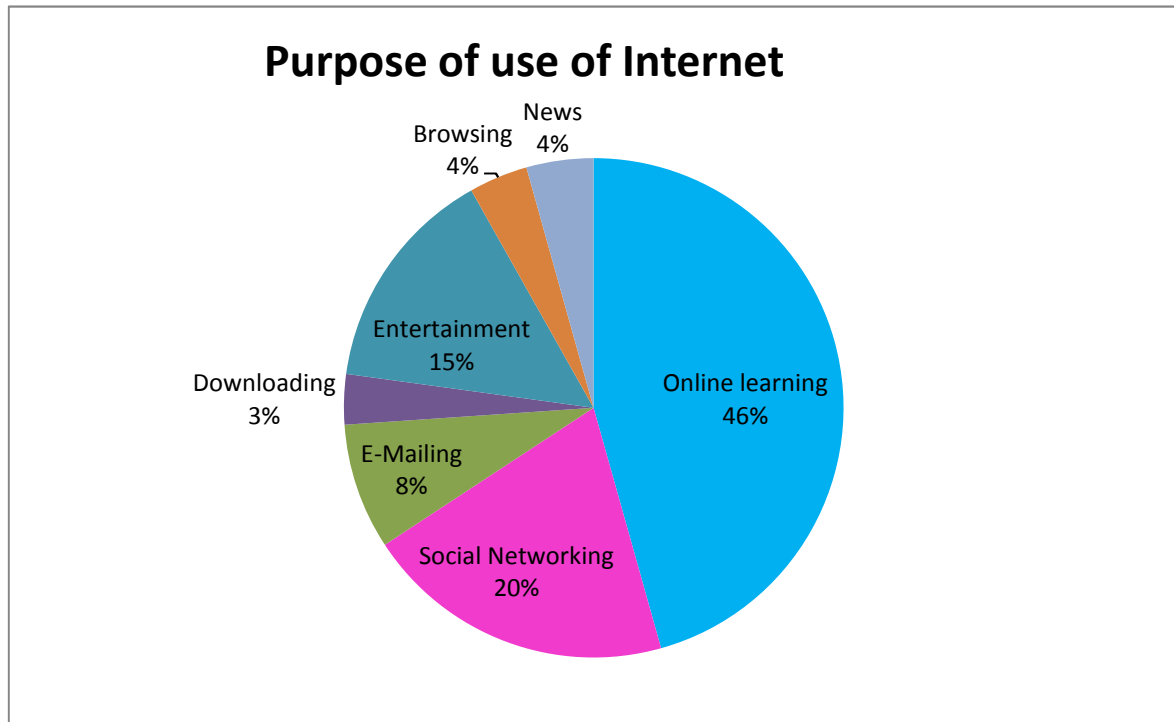 Purpose of use of Internet
News
4%
Browsing
4%
Entertainment
15%
Online learning
46%
Downloading
3%
E-Mailing
8%
Social Networking
20%